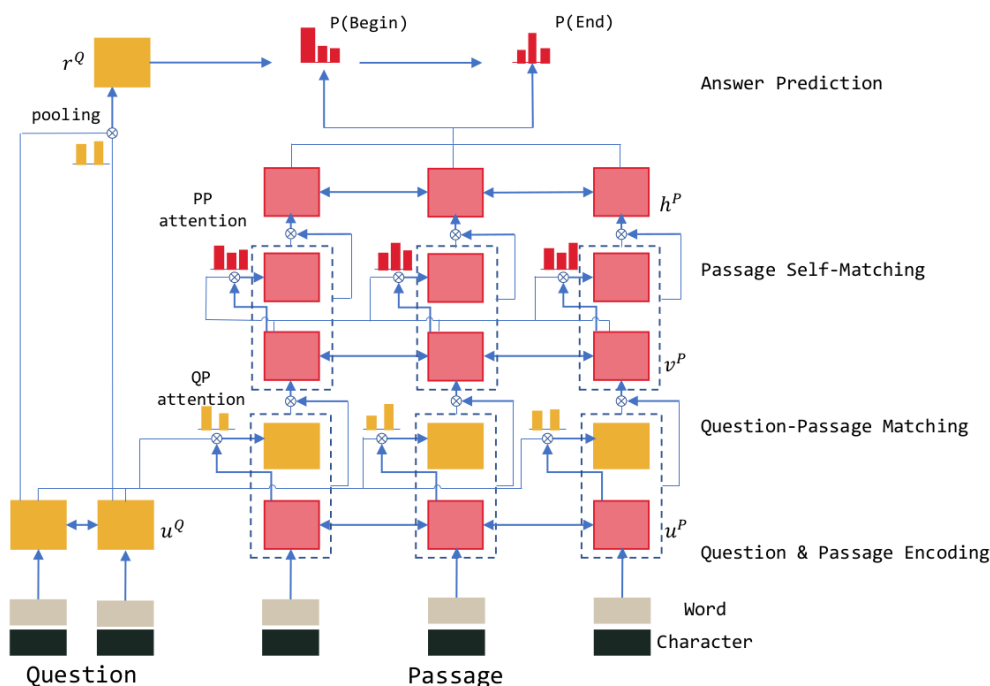 P(Begin)
P(End)
r^Q
Answer Prediction
pooling
PP
attention
h^P
Passage Self-Matching
v^P
QP
attention
Question-Passage Matching
u^Q
u^P
Question & Passage Encoding
Word
Character
Question
Passage